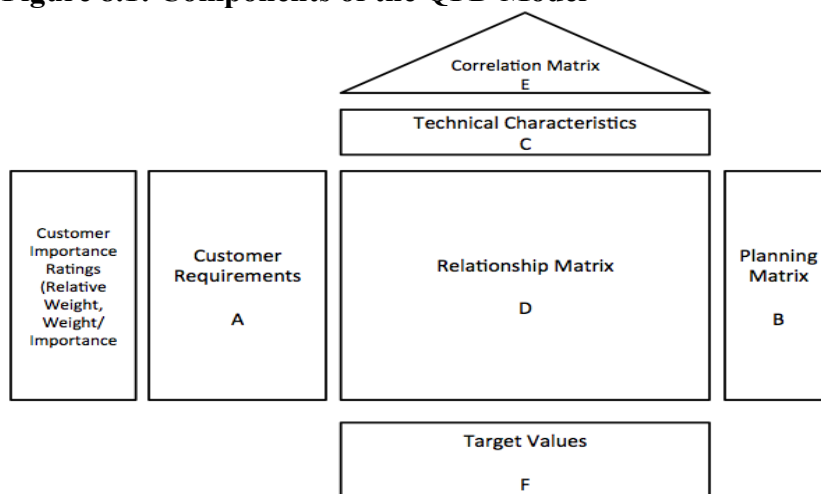 Correlation Matrix
E
Technical Characteristics
C
Customer
Importance
Ratings
(Relative
Weight,
Weight/
Importance
Customer
Requirements
A
Relationship Matrix
D
Planning
Matrix
B
Target Values
F